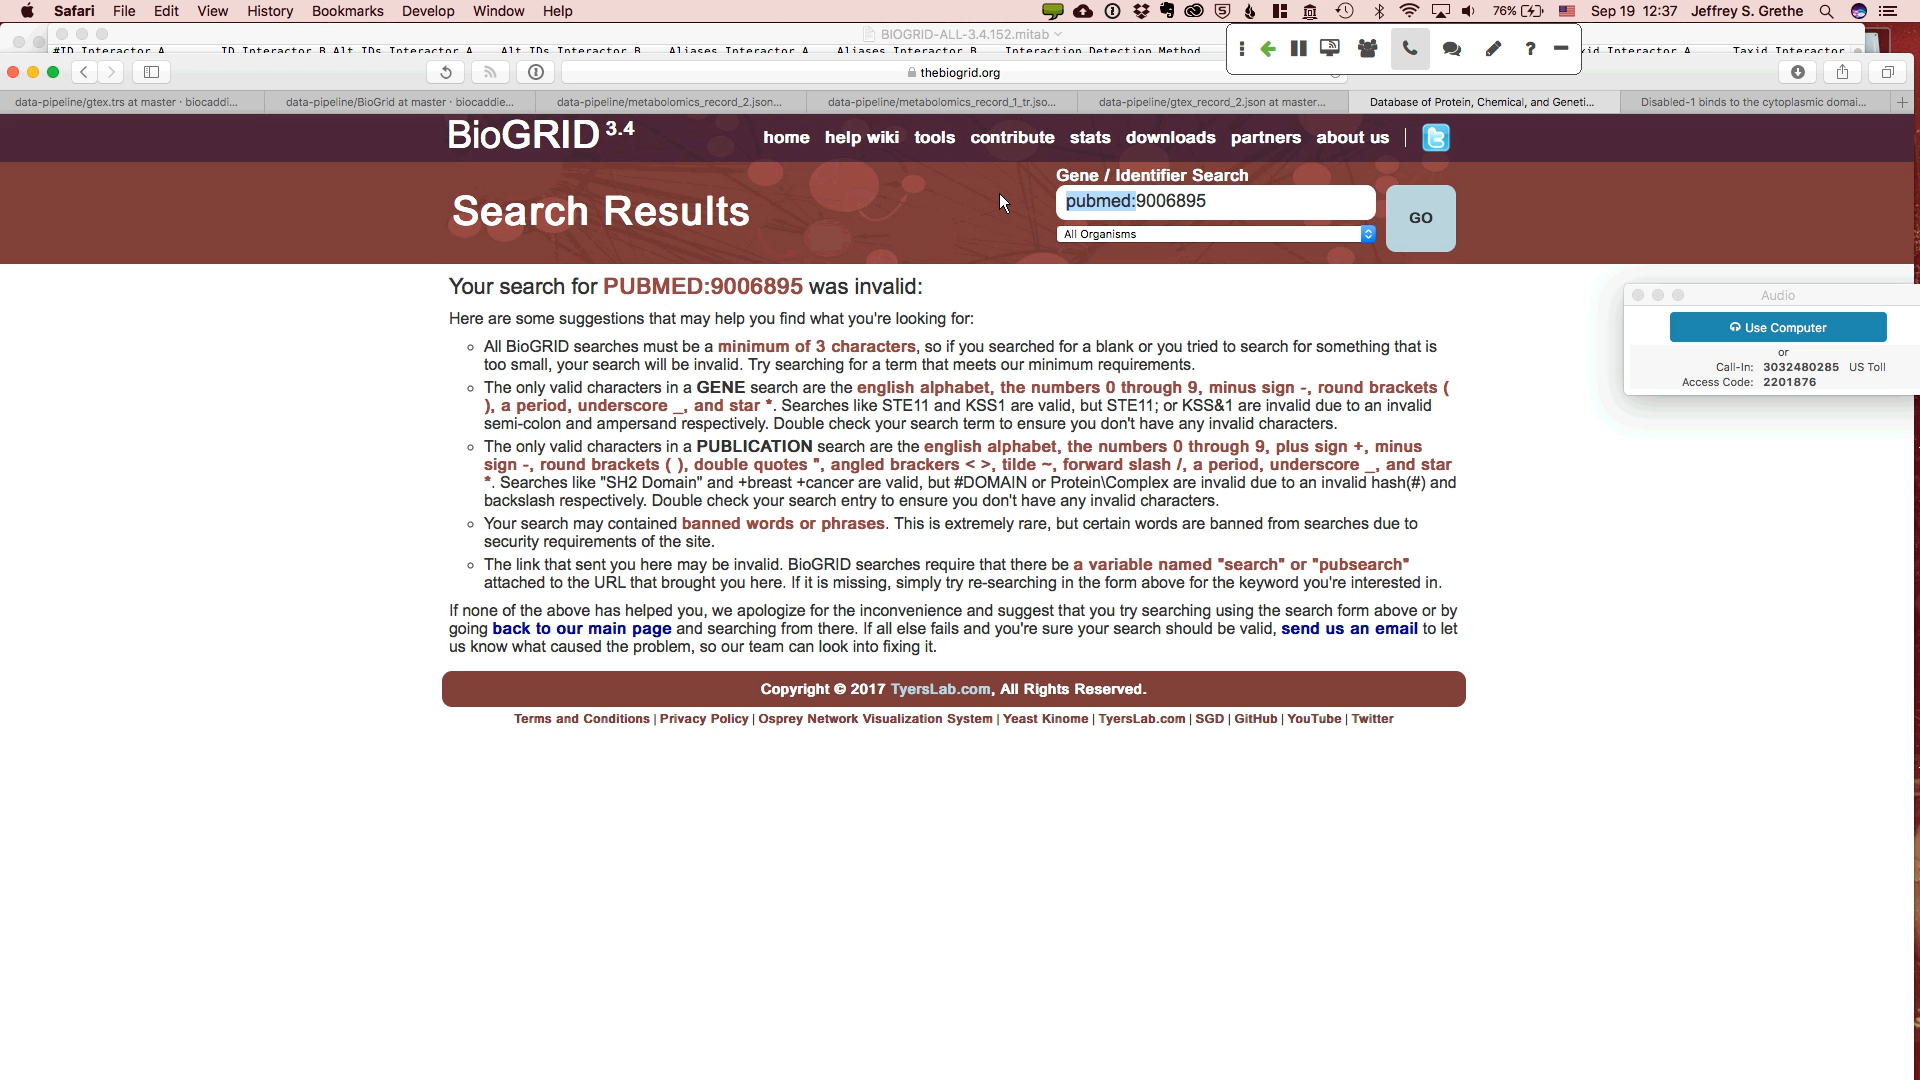 Safari File Edit View History Bookmarks Develop Window Help 76% Sep 19 12:37 Jeffrey S. Grethe
BIOGRID-ALL-3.4.152.mitab
#ID Interactor A ID Interactor B Alt IDs Interactor A Alt IDs Interactor B Aliases Interactor A Aliases Interactor B Interaction Detection Method xid Interactor A Taxid Interactor
thebiogrid.org
data-pipeline/gtex.trs at master · biocaddi... data-pipeline/BioGrid at master · biocaddie... data-pipeline/metabolomics_record_2.json... data-pipeline/metabolomics_record_1_tr.jso... data-pipeline/gtex_record_2.json at master... Database of Protein, Chemical, and Geneti... Disabled-1 binds to the cytoplasmic domai...
BioGRID 3.4 home help wiki tools contribute stats downloads partners about us
Gene / Identifier Search
Search Results
pubmed:9006895
GO
All Organisms
Your search for PUBMED:9006895 was invalid:
Here are some suggestions that may help you find what you're looking for:
All BioGRID searches must be a minimum of 3 characters, so if you searched for a blank or you tried to search for something that is
too small, your search will be invalid. Try searching for a term that meets our minimum requirements.
The only valid characters in a GENE search are the english alphabet, the numbers 0 through 9, minus sign -, round brackets (
), a period, underscore _, and star *. Searches like STE11 and KSS1 are valid, but STE11; or KSS&1 are invalid due to an invalid
semi-colon and ampersand respectively. Double check your search term to ensure you don't have any invalid characters.
The only valid characters in a PUBLICATION search are the english alphabet, the numbers 0 through 9, plus sign +, minus
sign -, round brackets ( ), double quotes ", angled brackers < >, tilde ~, forward slash /, a period, underscore _, and star
*. Searches like "SH2 Domain" and +breast +cancer are valid, but #DOMAIN or Protein\Complex are invalid due to an invalid hash(#) and
backslash respectively. Double check your search entry to ensure you don't have any invalid characters.
Your search may contained banned words or phrases. This is extremely rare, but certain words are banned from searches due to
security requirements of the site.
The link that sent you here may be invalid. BioGRID searches require that there be a variable named "search" or "pubsearch"
attached to the URL that brought you here. If it is missing, simply try re-searching in the form above for the keyword you're interested in.
If none of the above has helped you, we apologize for the inconvenience and suggest that you try searching using the search form above or by
going back to our main page and searching from there. If all else fails and you're sure your search should be valid, send us an email to let
us know what caused the problem, so our team can look into fixing it.
Copyright © 2017 TyersLab.com, All Rights Reserved.
Terms and Conditions | Privacy Policy | Osprey Network Visualization System | Yeast Kinome | TyersLab.com | SGD | GitHub | YouTube | Twitter
Audio
Use Computer
or
Call-In: 3032480285 US Toll
Access Code: 2201876